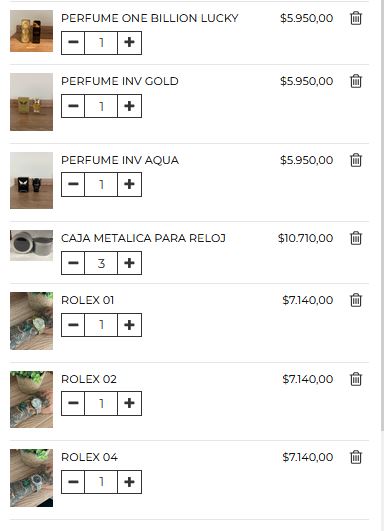 PERFUME ONE BILLION LUCKY $5.950,00
1
PERFUME INV GOLD $5.950,00
1
PERFUME INV AQUA $5.950,00
1
CAJA METALICA PARA RELOJ $10.710,00
3
ROLEX 01 $7.140,00
1
ROLEX 02 $7.140,00
1
ROLEX 04 $7.140,00
1